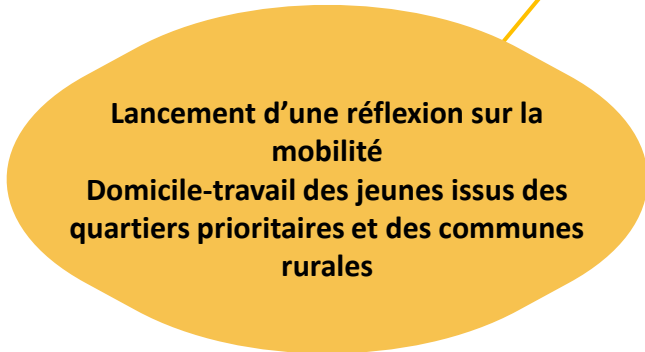 Lancement d’une réflexion sur la
mobilité
Domicile-travail des jeunes issus des
quartiers prioritaires et des communes
rurales